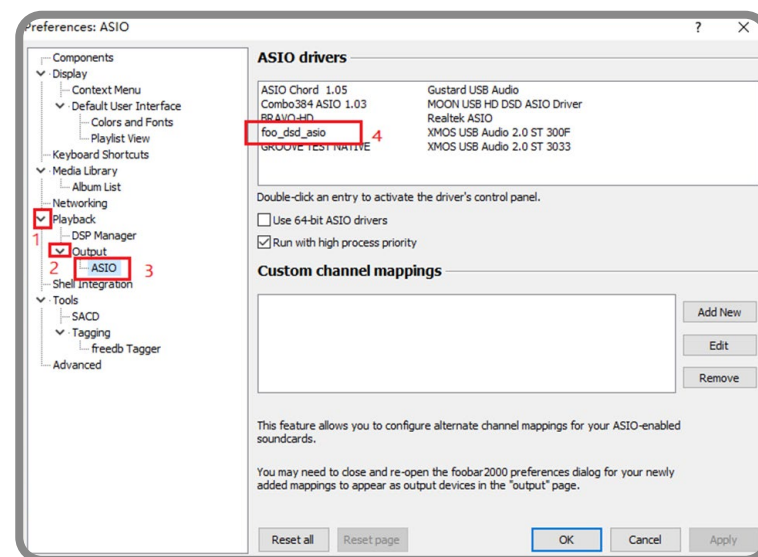 Preferences: ASIO
?
X
Components
Display
Context Menu
Default User Interface
Colors and Fonts
Playlist View
Keyboard Shortcuts
Media Library
Album List
Networking
Playback
1
DSP Manager
Output
2
ASIO
3
Shell Integration
Tools
SACD
Tagging
freedb Tagger
Advanced
ASIO drivers
ASIO Chord 1.05
Gustard USB Audio
Combo384 ASIO 1.03
MOON USB HD DSD ASIO Driver
BRAVO-HD
Realtek ASIO
foo_dsd_asio
4
XMOS USB Audio 2.0 ST 300F
GROOVE TEST NATIVE
XMOS USB Audio 2.0 ST 3033
Double-click an entry to activate the driver's control panel.
Use 64-bit ASIO drivers
Run with high process priority
Custom channel mappings
Add New
Edit
Remove
This feature allows you to configure alternate channel mappings for your ASIO-enabled
soundcards.
You may need to close and re-open the foobar2000 preferences dialog for your newly
added mappings to appear as output devices in the "output" page.
Reset all
Reset page
OK
Cancel
Apply